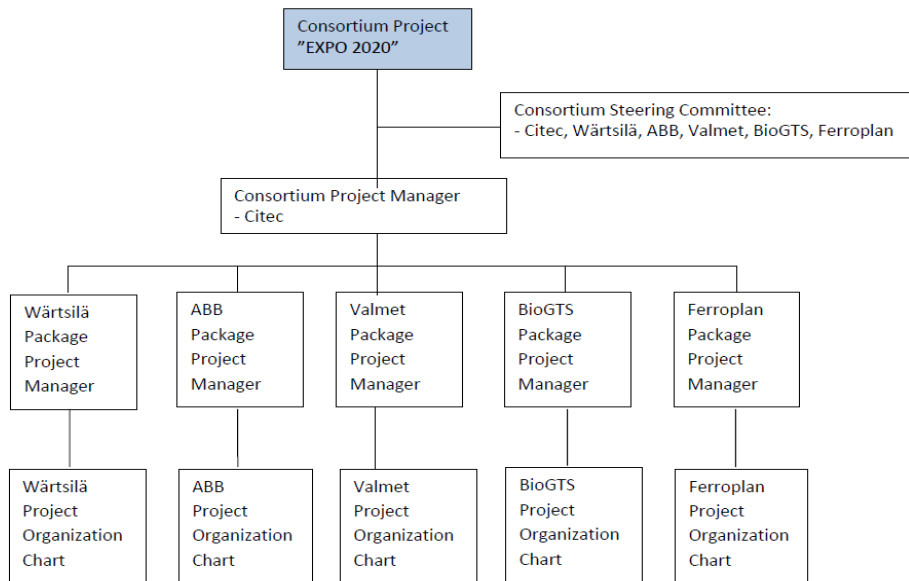 Consortium Project
”EXPO 2020”
Consortium Steering Committee:
- Citec, Wärtsilä, ABB, Valmet, BioGTS, Ferroplan
Consortium Project Manager
- Citec
Wärtsilä
Package
Project
Manager
ABB
Package
Project
Manager
Valmet
Package
Project
Manager
BioGTS
Package
Project
Manager
Ferroplan
Package
Project
Manager
Wärtsilä
Project
Organization
Chart
ABB
Project
Organization
Chart
Valmet
Project
Organization
Chart
BioGTS
Project
Organization
Chart
Ferroplan
Project
Organization
Chart